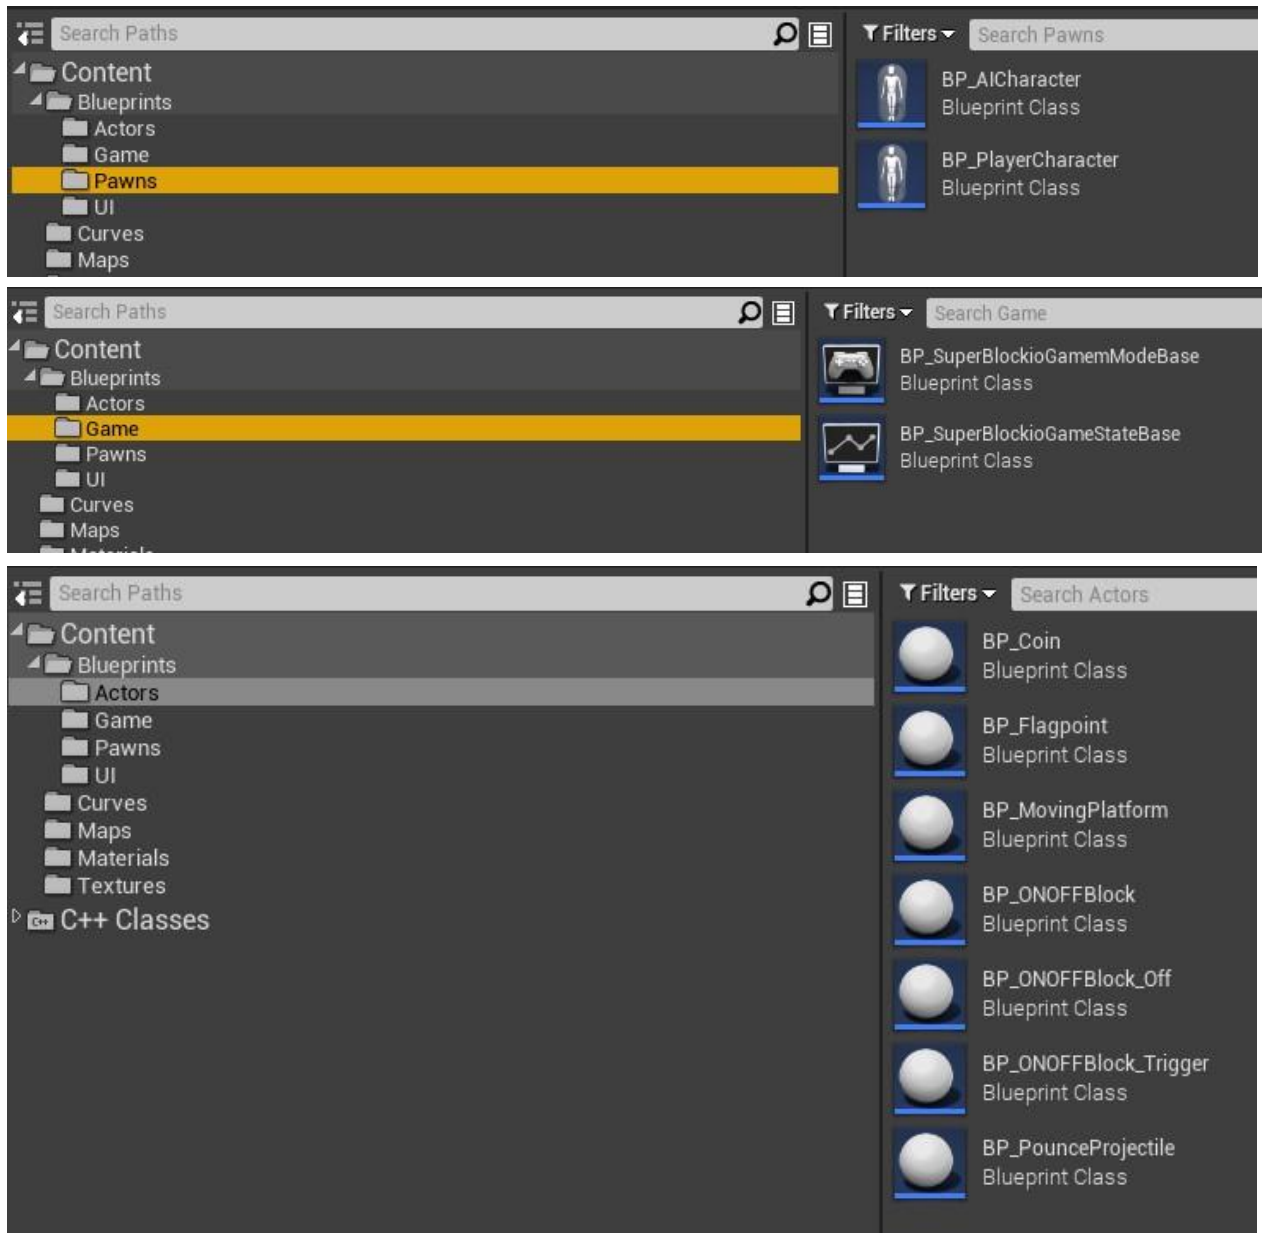 Search Paths
Content
Blueprints
Actors
Game
Pawns
UI
Curves
Maps
Filters
Search Pawns
BP_AICharacter
Blueprint Class
BP_PlayerCharacter
Blueprint Class
Search Paths
Content
Blueprints
Actors
Game
Pawns
UI
Curves
Maps
Materials
Filters
Search Game
BP_SuperBlockioGamemModeBase
Blueprint Class
BP_SuperBlockioGameStateBase
Blueprint Class
Search Paths
Content
Blueprints
Actors
Game
Pawns
UI
Curves
Maps
Materials
Textures
C++ C++ Classes
Filters
Search Actors
BP_Coin
Blueprint Class
BP_Flagpoint
Blueprint Class
BP_MovingPlatform
Blueprint Class
BP_ONOFFBlock
Blueprint Class
BP_ONOFFBlock_Off
Blueprint Class
BP_ONOFFBlock_Trigger
Blueprint Class
BP_PounceProjectile
Blueprint Class